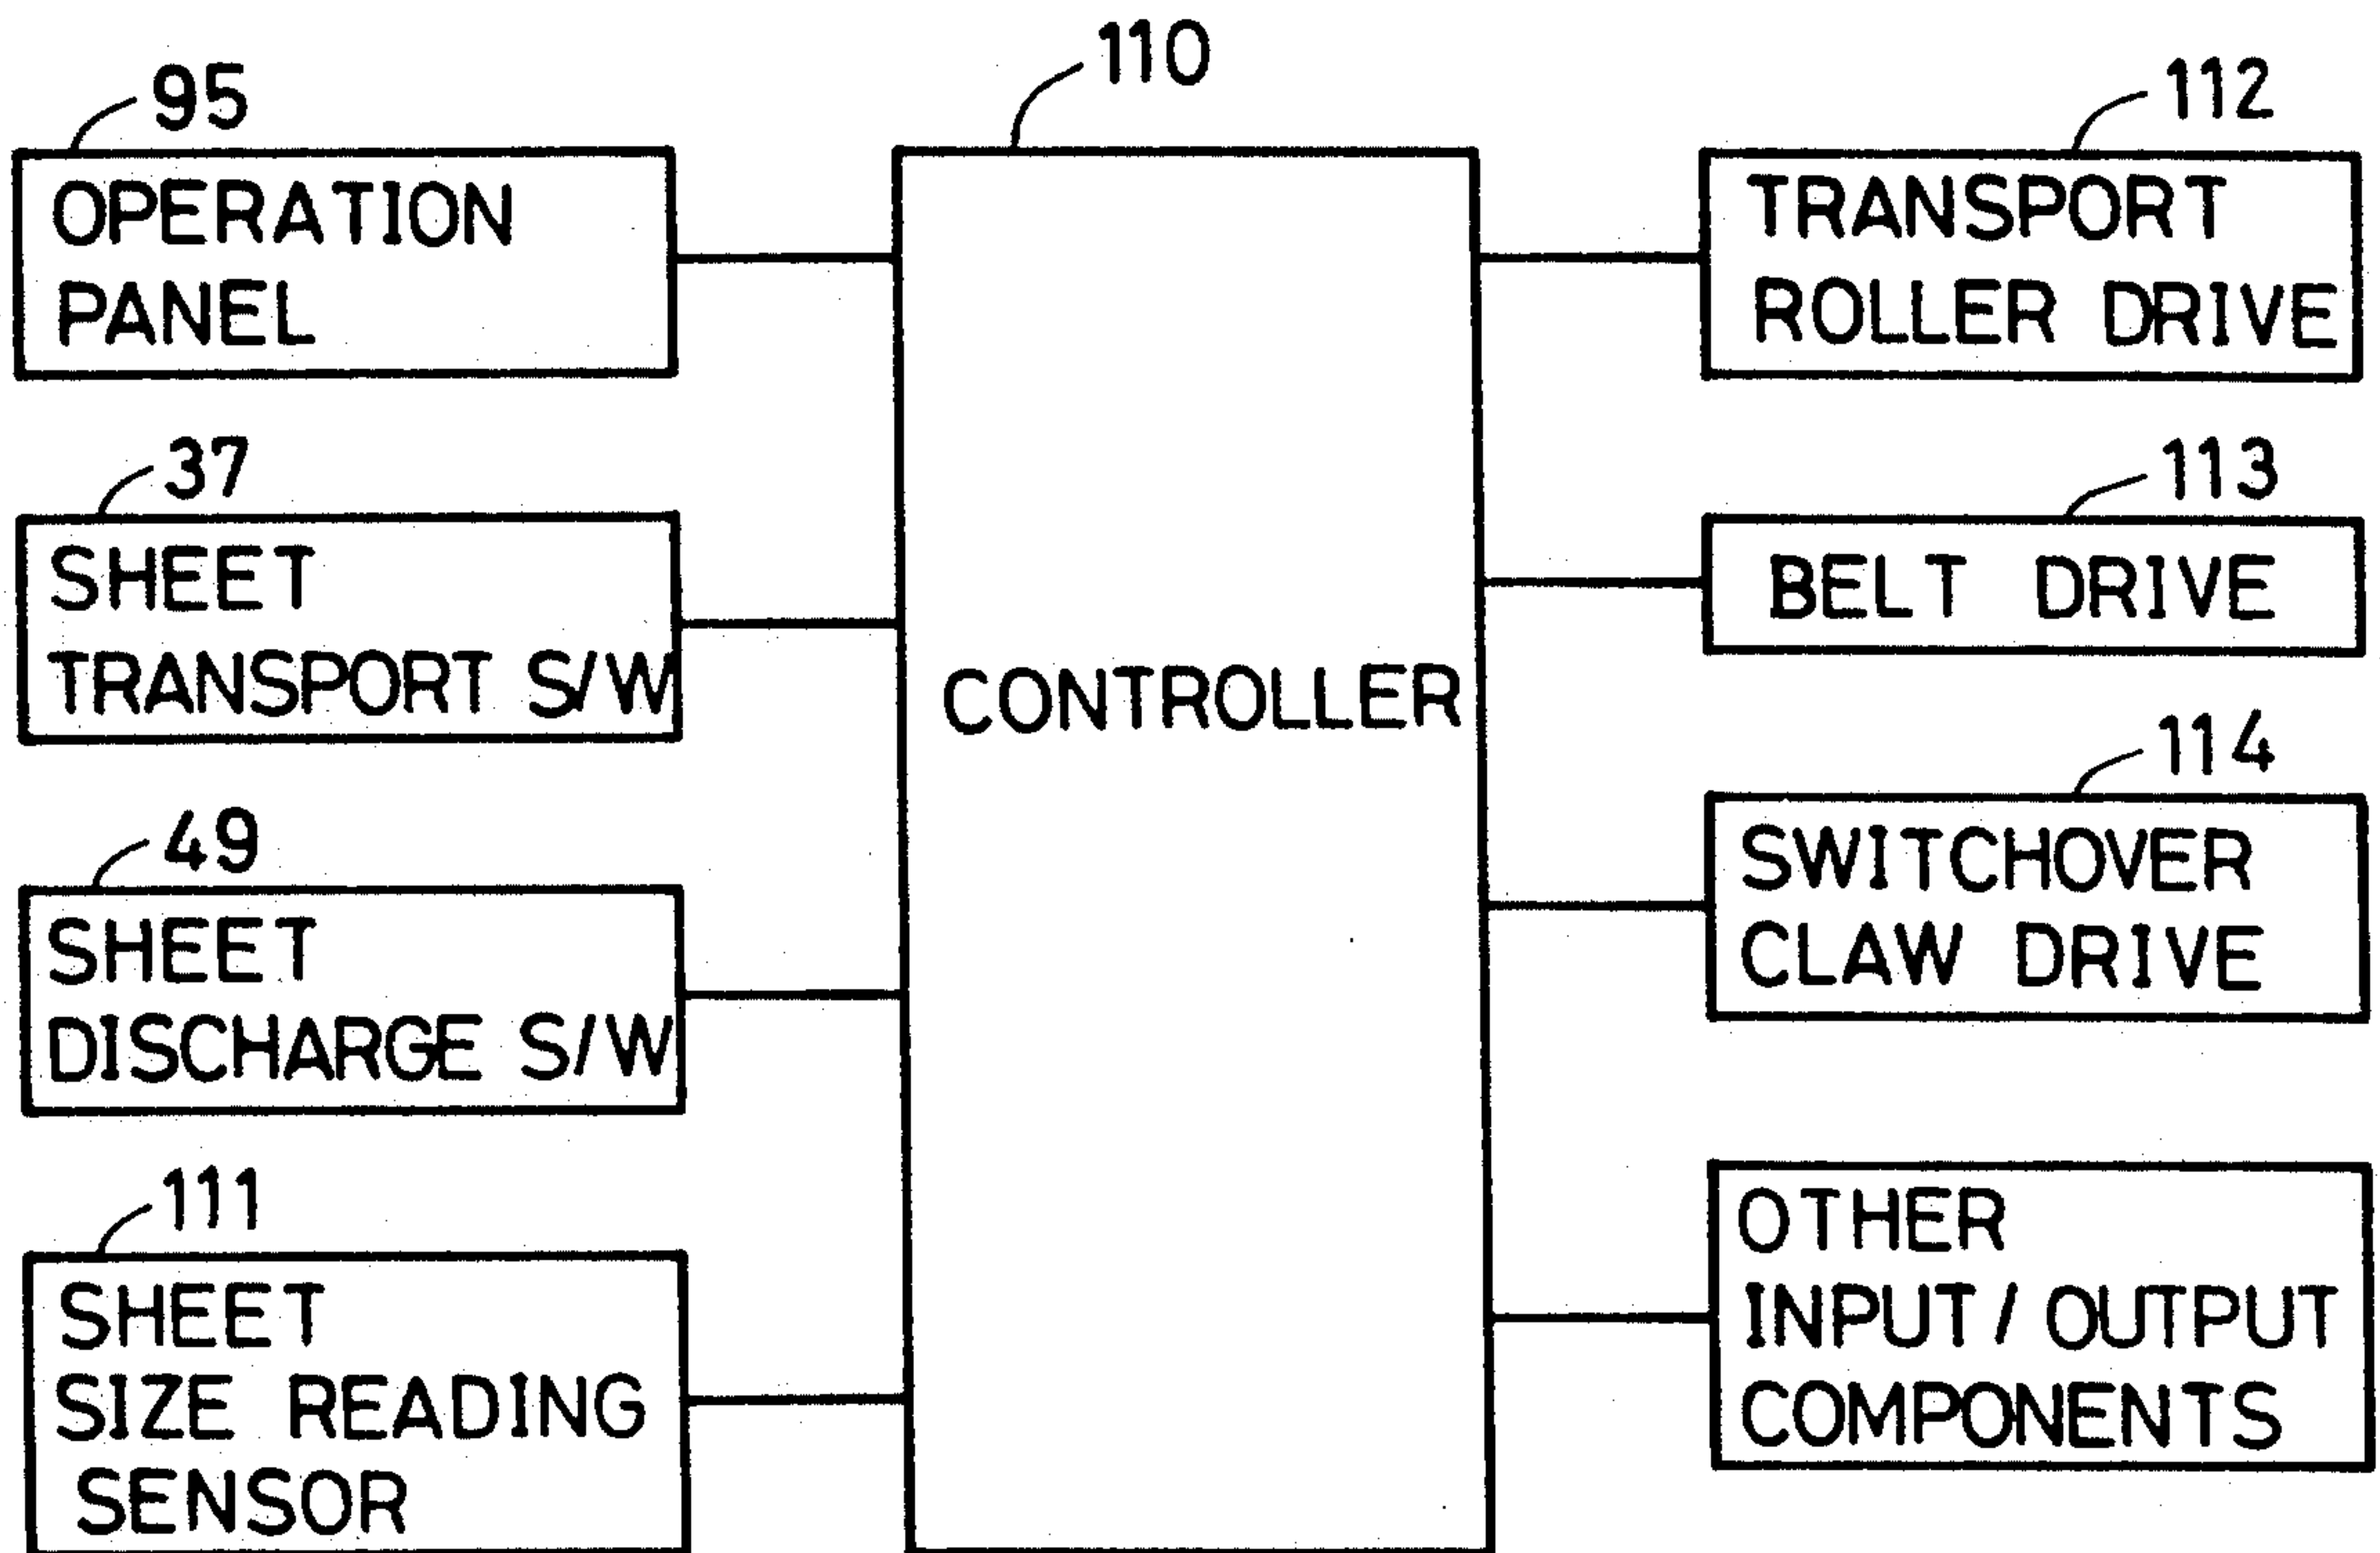 95
OPERATION
PANEL
37
SHEET
TRANSPORT S/W
49
SHEET
DISCHARGE S/W
111
SHEET
SIZE READING
SENSOR
110
CONTROLLER
112
TRANSPORT
ROLLER DRIVE
113
BELT DRIVE
114
SWITCHOVER
CLAW DRIVE
OTHER
INPUT/OUTPUT
COMPONENTS